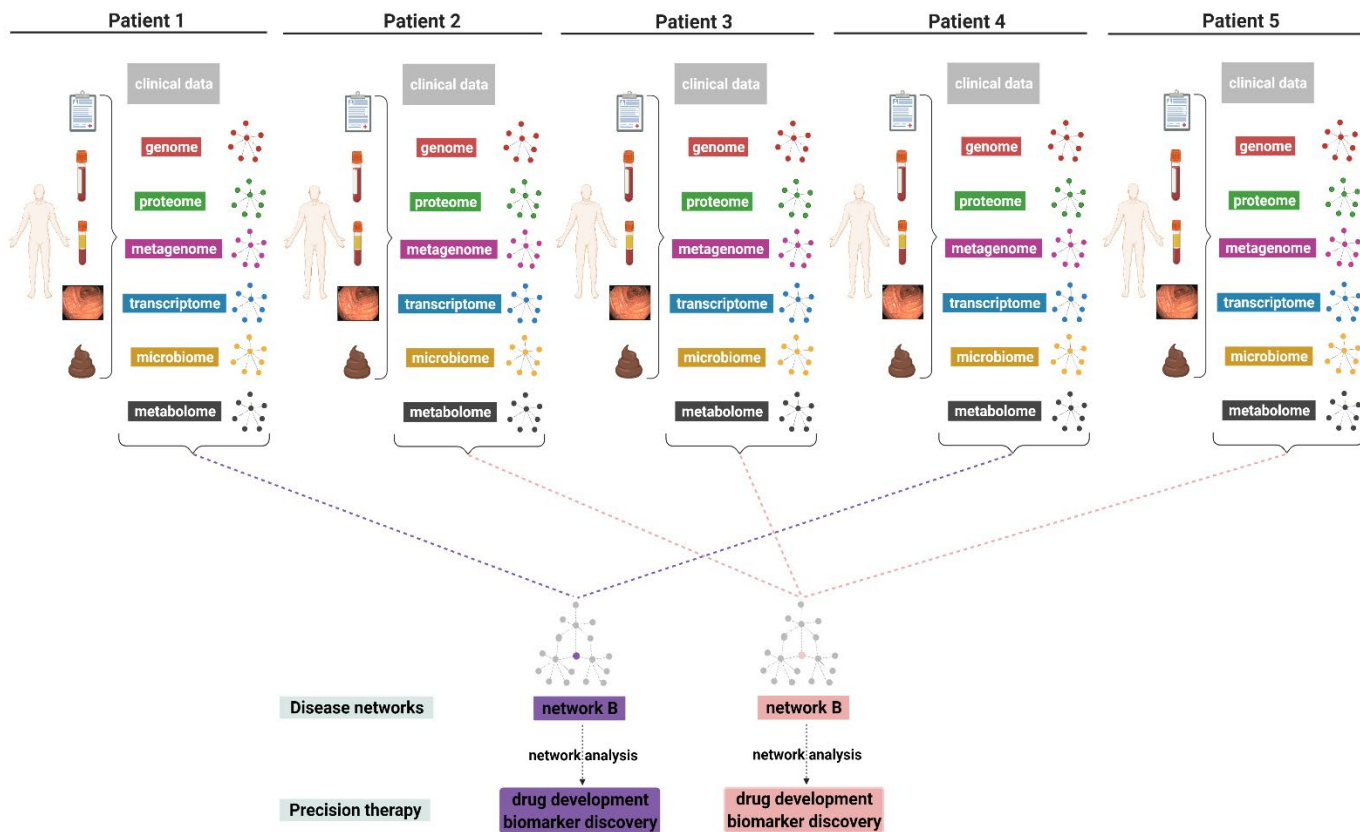 Patient 1
Patient 2
Patient 3
Patient 4
Patient 5
clinical data
genome
proteome
metagenome
transcriptome
microbiome
metabolome
clinical data
genome
proteome
metagenome
transcriptome
microbiome
metabolome
clinical data
genome
proteome
metagenome
transcriptome
microbiome
metabolome
clinical data
genome
proteome
metagenome
transcriptome
microbiome
metabolome
clinical data
genome
proteome
metagenome
transcriptome
microbiome
metabolome
Disease networks
network B
network B
network analysis
network analysis
Precision therapy
drug development
biomarker discovery
drug development
biomarker discovery